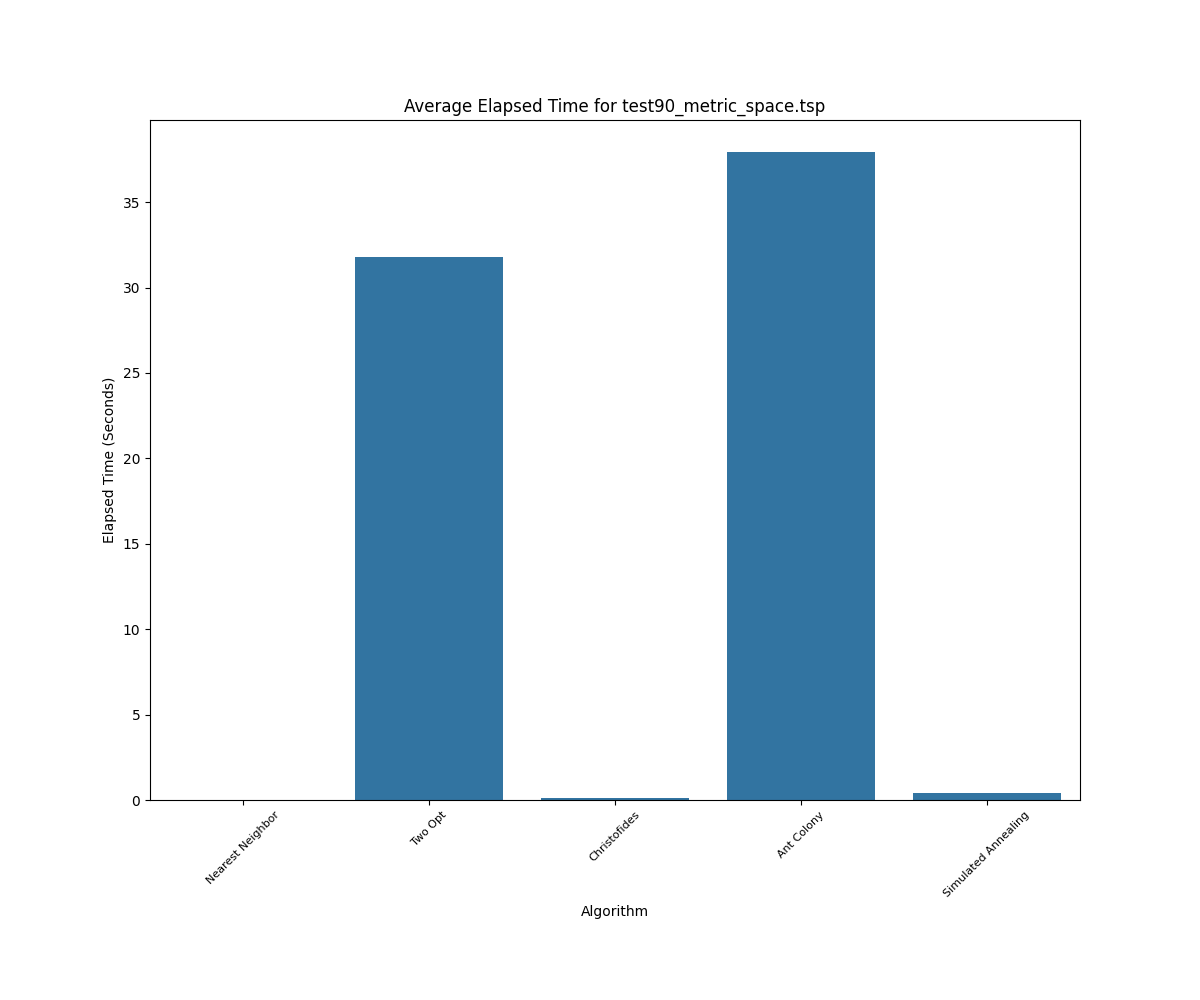 Average Elapsed Time for test90_metric_space.tsp
Elapsed Time (Seconds)
35
30
25
20
15
10
5
0
Nearest Neighbor
Two Opt
Christofides
Ant Colony
Simulated Annealing
Algorithm